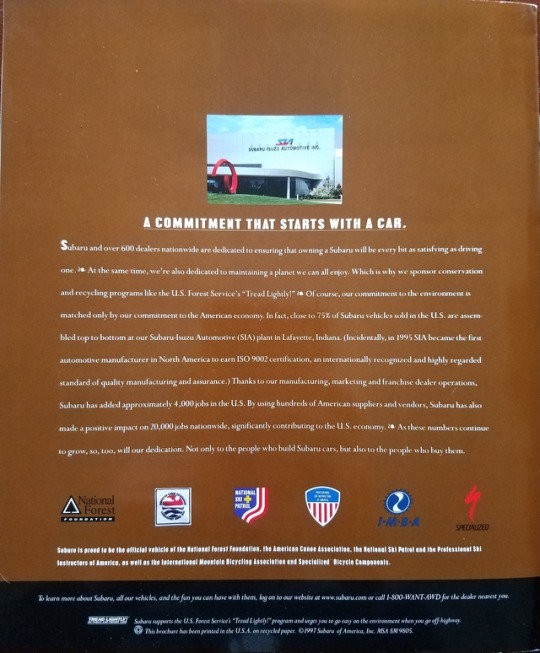 SIA
SUBARU-ISUZU AUTOMOTIVE INC.
A COMMITMENT THAT STARTS WITH A CAR.
Subaru and over 600 dealers nationwide are dedicated to ensuring that owning a Subaru will be every bit as satisfying as driving
one. ❧ At the same time, we're also dedicated to maintaining a planet we can all enjoy. Which is why we sponsor conservation
and recycling programs like the U.S. Forest Service's "Tread Lightly!" ❧ Of course, our commitment to the environment is
matched only by our commitment to the American economy. In fact, close to 75% of Subaru vehicles sold in the U.S. are assem-
bled top to bottom at our Subaru-Isuzu Automotive (SIA) plant in Lafayette, Indiana. (Incidentally, in 1995 SIA became the first
automotive manufacturer in North America to earn ISO 9002 certification, an internationally recognized and highly regarded
standard of quality manufacturing and assurance.) Thanks to our manufacturing, marketing and franchise dealer operations,
Subaru has added approximately 4,000 jobs in the U.S. By using hundreds of American suppliers and vendors, Subaru has also
made a positive impact on 20,000 jobs nationwide, significantly contributing to the U.S. economy. ❧ As these numbers continue
to grow, so, too, will our dedication. Not only to the people who build Subaru cars, but also to the people who buy them.
National
Forest
FOUNDATION
NATIONAL
SKI
PATROL
I·M·B·A
SPECIALIZED
Subaru is proud to be the official vehicle of the National Forest Foundation, the American Canoe Association, the National Ski Patrol and the Professional Ski
Instructors of America, as well as the International Mountain Bicycling Association and Specialized Bicycle Components.
To learn more about Subaru, all our vehicles, and the fun you can have with them, log on to our website at www.subaru.com or call 1-800-WANT-AWD for the dealer nearest you.
TREAD LIGHTLY!
Subaru supports the U.S. Forest Service's "Tread Lightly!" program and urges you to go easy on the environment when you go off-highway.
This brochure has been printed in the U.S.A. on recycled paper. ©1997 Subaru of America, Inc. MSA 8M 9805.